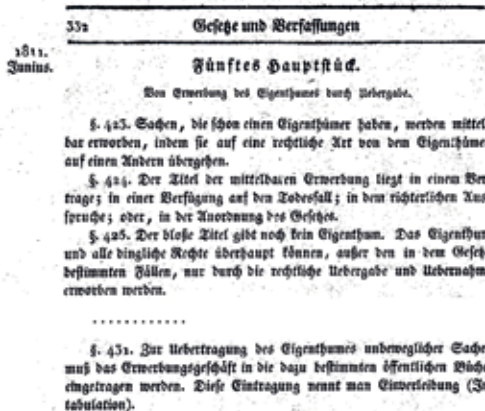 332 Gesetze und Verfassungen
1811.
Junius.
Fünftes Hauptstück.
Von Erwerbung des Eigenthumes durch Uebergabe.
§. 423. Sachen, die schon einen Eigenthümer haben, werden mittel
bar erworben, indem sie auf eine rechtliche Art von dem Eigenthüme
auf einen Andern übergehen.
§. 424. Der Titel der mittelbaren Erwerbung liegt in einem Ver
trage; in einer Verfügung auf den Todesfall; in dem richterlichen Aus
spruche; oder, in der Anordnung des Gesetzes.
§. 425. Der bloße Titel gibt noch kein Eigenthum. Das Eigenthum
und alle dingliche Rechte überhaupt können, außer den in dem Gesetz
bestimmten Fällen, nur durch die rechtliche Uebergabe und Uebernahm
erworben werden.
. . . . . . . . . . . .
§. 431. Zur Uebertragung des Eigenthumes unbeweglicher Sache
muß das Erwerbungsgeschäft in die dazu bestimmten öffentlichen Büche
eingetragen werden. Diese Eintragung nennt man Einverleibung (In
tabulation).